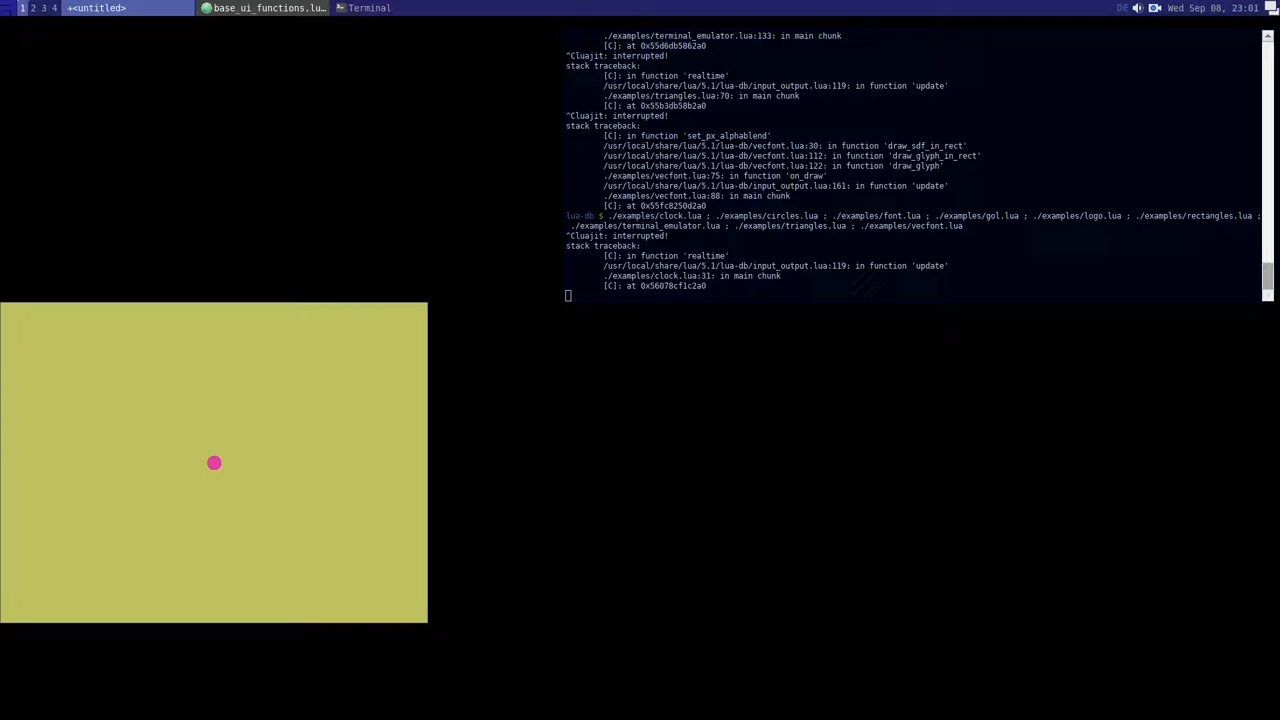 1 2 3 4 +<untitled> base_ui_functions.lu... Terminal DE Wed Sep 08, 23:01
./examples/terminal_emulator.lua:133: in main chunk
[C]: at 0x55d6db5862a0
^Cluajit: interrupted!
stack traceback:
[C]: in function 'realtime'
/usr/local/share/lua/5.1/lua-db/input_output.lua:119: in function 'update'
./examples/triangles.lua:70: in main chunk
[C]: at 0x55b3db58b2a0
^Cluajit: interrupted!
stack traceback:
[C]: in function 'set_px_alphablend'
/usr/local/share/lua/5.1/lua-db/vecfont.lua:30: in function 'draw_sdf_in_rect'
/usr/local/share/lua/5.1/lua-db/vecfont.lua:112: in function 'draw_glyph_in_rect'
/usr/local/share/lua/5.1/lua-db/vecfont.lua:122: in function 'draw_glyph'
./examples/vecfont.lua:75: in function 'on_draw'
/usr/local/share/lua/5.1/lua-db/input_output.lua:161: in function 'update'
./examples/vecfont.lua:88: in main chunk
[C]: at 0x55fc8250d2a0
lua-db $ ./examples/clock.lua ; ./examples/circles.lua ; ./examples/font.lua ; ./examples/gol.lua ; ./examples/logo.lua ; ./examples/rectangles.lua ;
./examples/terminal_emulator.lua ; ./examples/triangles.lua ; ./examples/vecfont.lua
^Cluajit: interrupted!
stack traceback:
[C]: in function 'realtime'
/usr/local/share/lua/5.1/lua-db/input_output.lua:119: in function 'update'
./examples/clock.lua:31: in main chunk
[C]: at 0x56078cf1c2a0